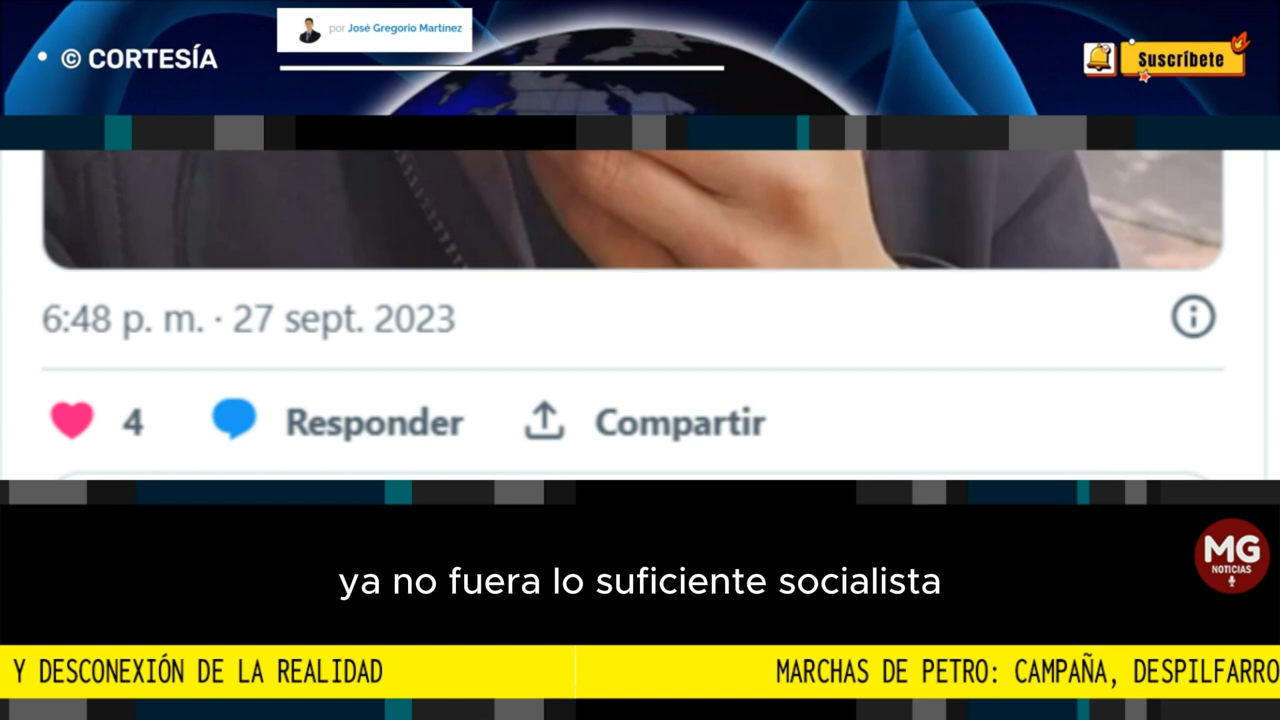 por José Gregorio Martínez
© CORTESÍA
Suscríbete
6:48 p. m. · 27 sept. 2023
4 Responder Compartir
MG
NOTICIAS
ya no fuera lo suficiente socialista
Y DESCONEXIÓN DE LA REALIDAD
MARCHAS DE PETRO: CAMPAÑA, DESPILFARRO